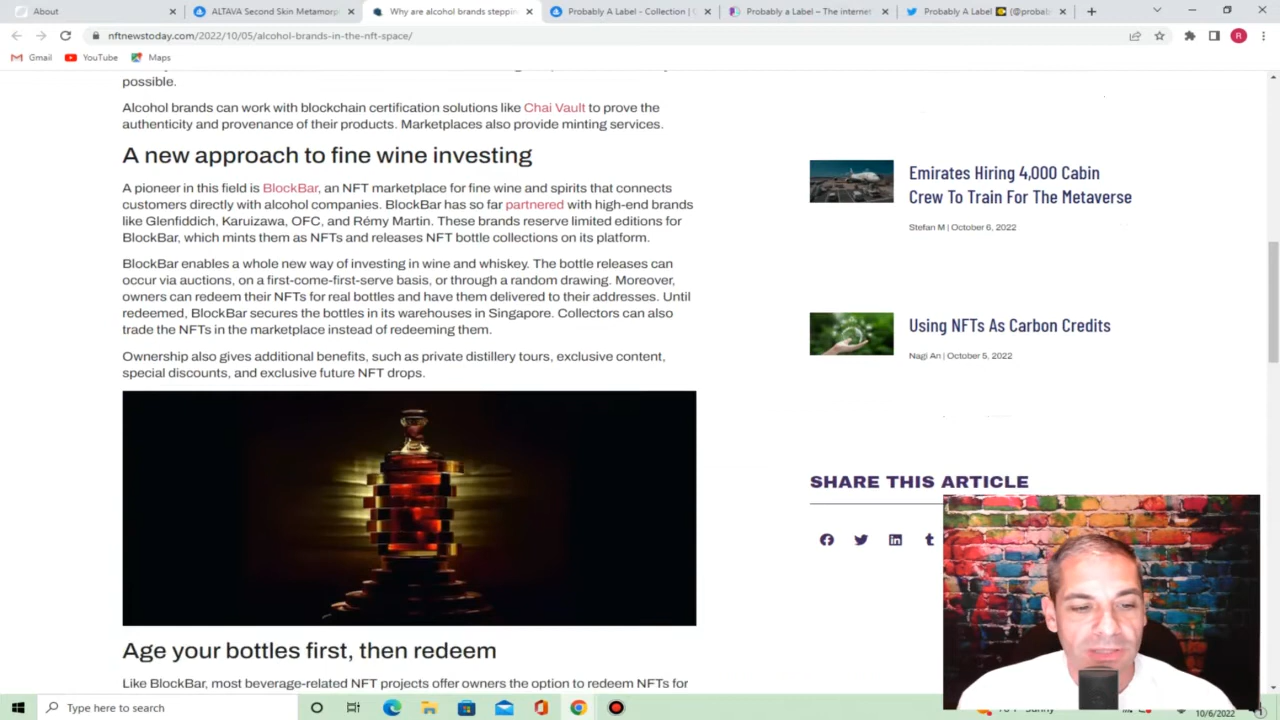 About
ALTAVA Second Skin Metamorp
Why are alcohol brands steppin
Probably A Label - Collection |
Probably a Label – The internet
Probably A Label
(@probab
nftnewstoday.com/2022/10/05/alcohol-brands-in-the-nft-space/
R
Gmail
YouTube
Maps
possible.
Alcohol brands can work with blockchain certification solutions like Chai Vault to prove the
authenticity and provenance of their products. Marketplaces also provide minting services.
A new approach to fine wine investing
A pioneer in this field is BlockBar, an NFT marketplace for fine wine and spirits that connects
customers directly with alcohol companies. BlockBar has so far partnered with high-end brands
like Glenfiddich, Karuizawa, OFC, and Rémy Martin. These brands reserve limited editions for
BlockBar, which mints them as NFTs and releases NFT bottle collections on its platform.
BlockBar enables a whole new way of investing in wine and whiskey. The bottle releases can
occur via auctions, on a first-come-first-serve basis, or through a random drawing. Moreover,
owners can redeem their NFTs for real bottles and have them delivered to their addresses. Until
redeemed, BlockBar secures the bottles in its warehouses in Singapore. Collectors can also
trade the NFTs in the marketplace instead of redeeming them.
Ownership also gives additional benefits, such as private distillery tours, exclusive content,
special discounts, and exclusive future NFT drops.
Age your bottles first, then redeem
Like BlockBar, most beverage-related NFT projects offer owners the option to redeem NFTs for
Emirates Hiring 4,000 Cabin
Crew To Train For The Metaverse
Stefan M | October 6, 2022
Using NFTs As Carbon Credits
Nagi An | October 5, 2022
SHARE THIS ARTICLE
Type here to search
Sunny
10/6/2022